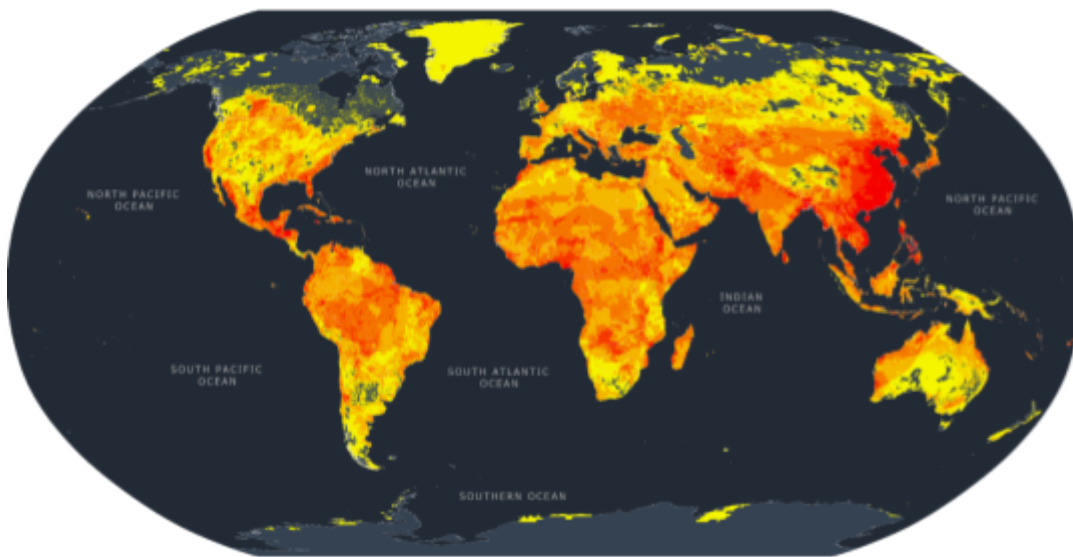 NORTH ATLANTIC
OCEAN
NORTH PACIFIC
OCEAN
NORTH PACIFIC
OCEAN
INDIAN
OCEAN
SOUTH PACIFIC
OCEAN
SOUTH ATLANTIC
OCEAN
SOUTHERN OCEAN